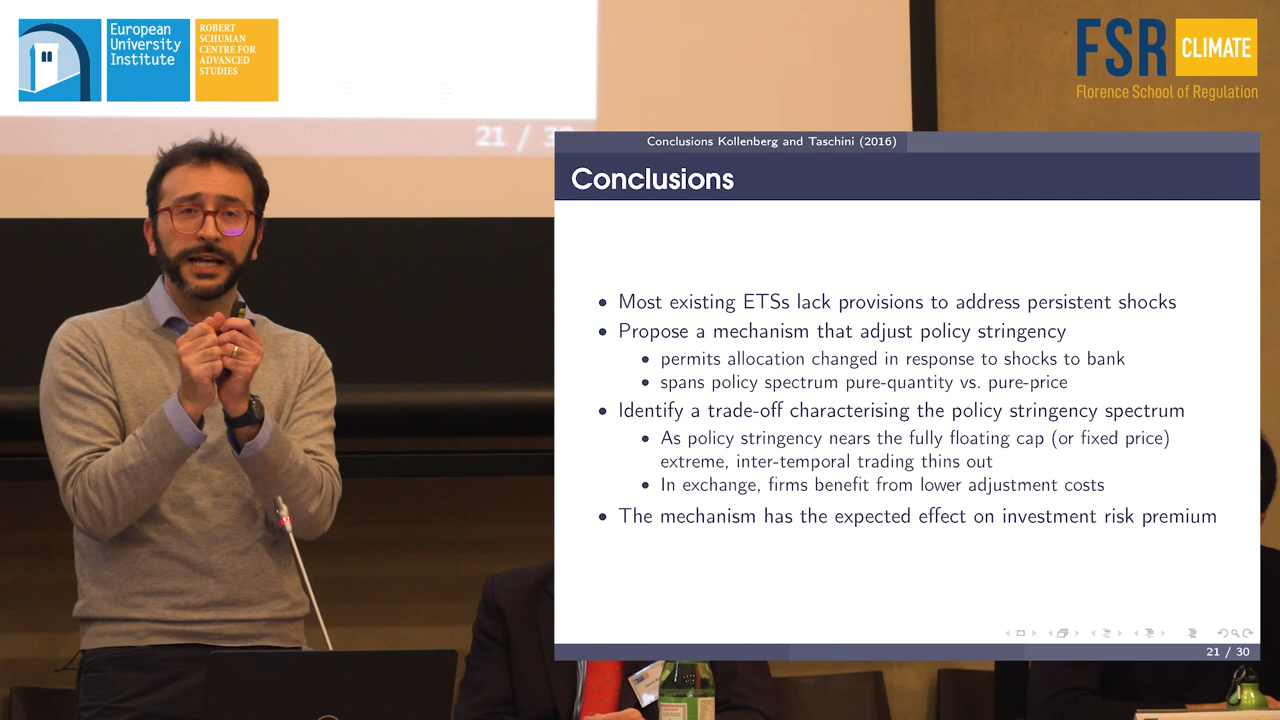 European
University
Institute
ROBERT
SCHUMAN
CENTRE FOR
ADVANCED
STUDIES
FSR CLIMATE
Florence School of Regulation
21 / 30
Conclusions Kollenberg and Taschini (2016)
Conclusions
• Most existing ETSs lack provisions to address persistent shocks
• Propose a mechanism that adjust policy stringency
• permits allocation changed in response to shocks to bank
• spans policy spectrum pure-quantity vs. pure-price
• Identify a trade-off characterising the policy stringency spectrum
• As policy stringency nears the fully floating cap (or fixed price)
extreme, inter-temporal trading thins out
• In exchange, firms benefit from lower adjustment costs
• The mechanism has the expected effect on investment risk premium
21 / 30